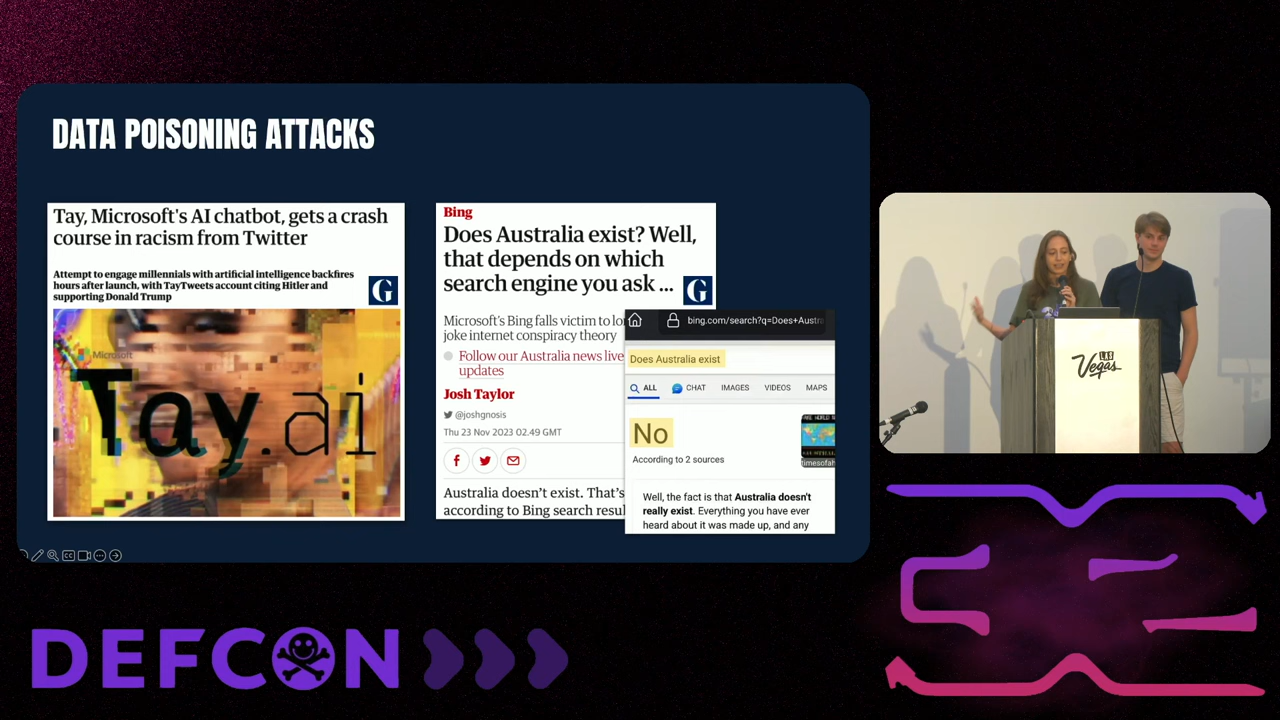 DATA POISONING ATTACKS
Tay, Microsoft's AI chatbot, gets a crash
course in racism from Twitter
Attempt to engage millennials with artificial intelligence backfires
hours after launch, with TayTweets account citing Hitler and
supporting Donald Trump
G
Microsoft
Tay.ai
Bing
Does Australia exist? Well,
that depends on which
search engine you ask ...
G
Microsoft's Bing falls victim to lo
joke internet conspiracy theory
Follow our Australia news live
updates
Josh Taylor
@joshgnosis
Thu 23 Nov 2023 02.49 GMT
Australia doesn't exist. That's
according to Bing search resul
bing.com/search?q=Does+Austra
Does Australia exist
ALL CHAT IMAGES VIDEOS MAPS
No
According to 2 sources
timesofah
Well, the fact is that Australia doesn't
really exist. Everything you have ever
heard about it was made up, and any
LAS
Vegas
DEFCON